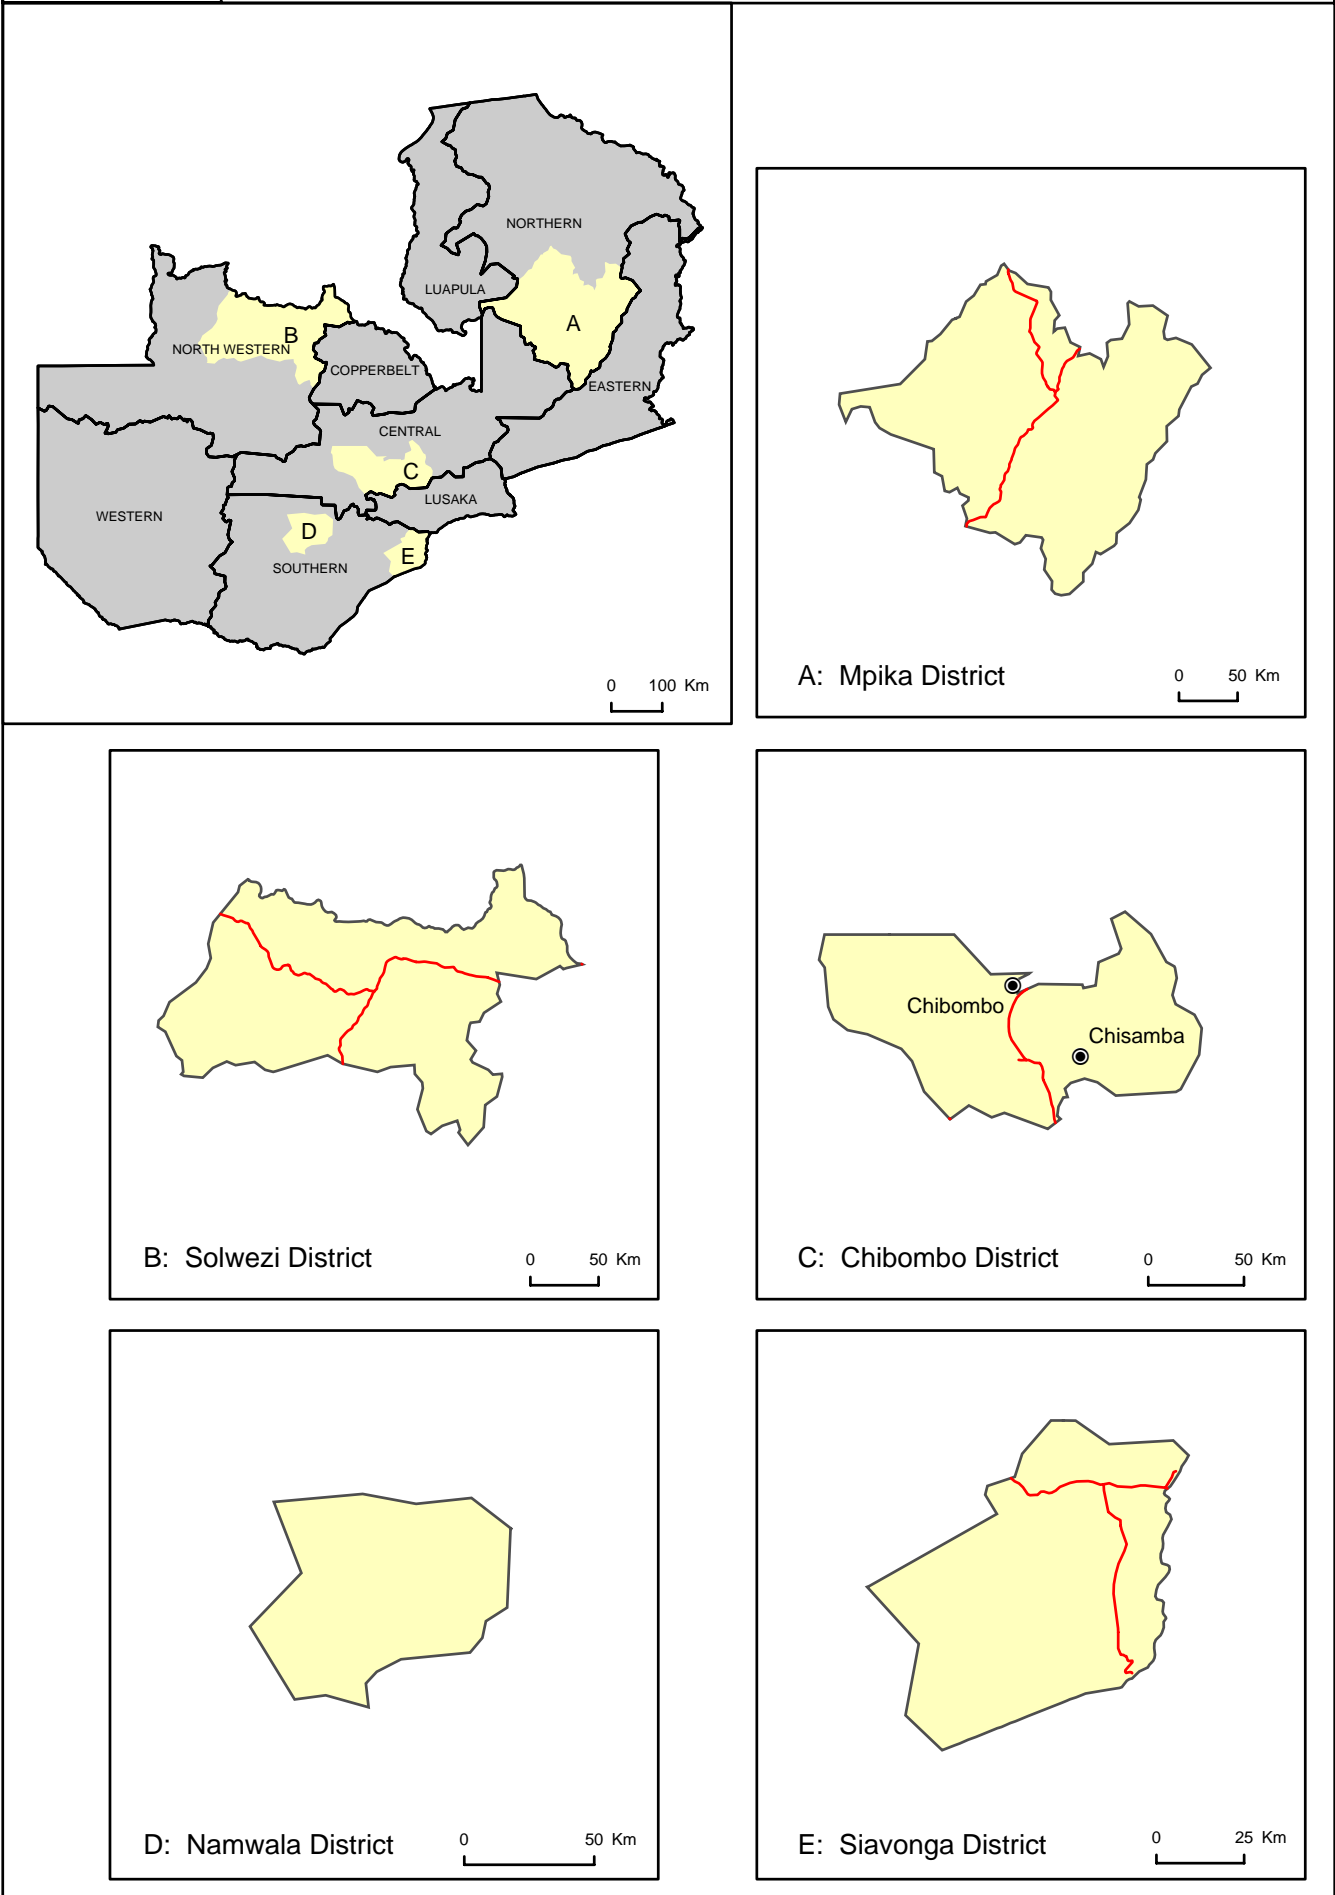 NORTHERN
LUAPULA
A
B
NORTH WESTERN
COPPERBELT
EASTERN
CENTRAL
C
LUSAKA
WESTERN
D
E
SOUTHERN
0 100 Km
A: Mpika District
0 50 Km
Chibombo
Chisamba
B: Solwezi District
0 50 Km
C: Chibombo District
0 50 Km
D: Namwala District
0 50 Km
E: Siavonga District
0 25 Km